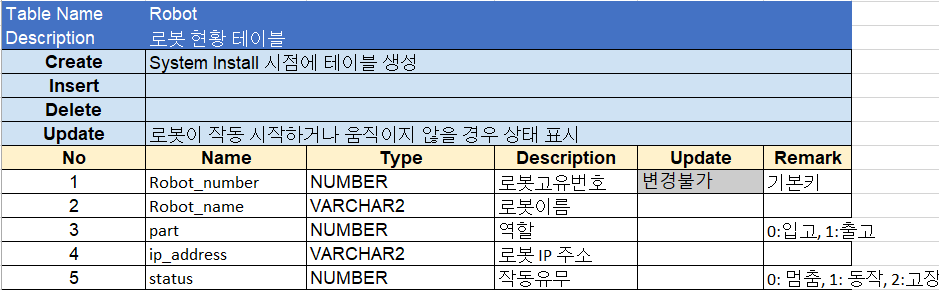 Table Name Robot
Description 로봇 현황 테이블
Create System Install 시점에 테이블 생성
Insert
Delete
Update 로봇이 작동 시작하거나 움직이지 않을 경우 상태 표시
No Name Type Description Update Remark
1 Robot_number NUMBER 로봇고유번호 변경불가 기본키
2 Robot_name VARCHAR2 로봇이름
3 part NUMBER 역할 0:입고, 1:출고
4 ip_address VARCHAR2 로봇 IP 주소
5 status NUMBER 작동유무 0: 멈춤, 1: 동작, 2:고장